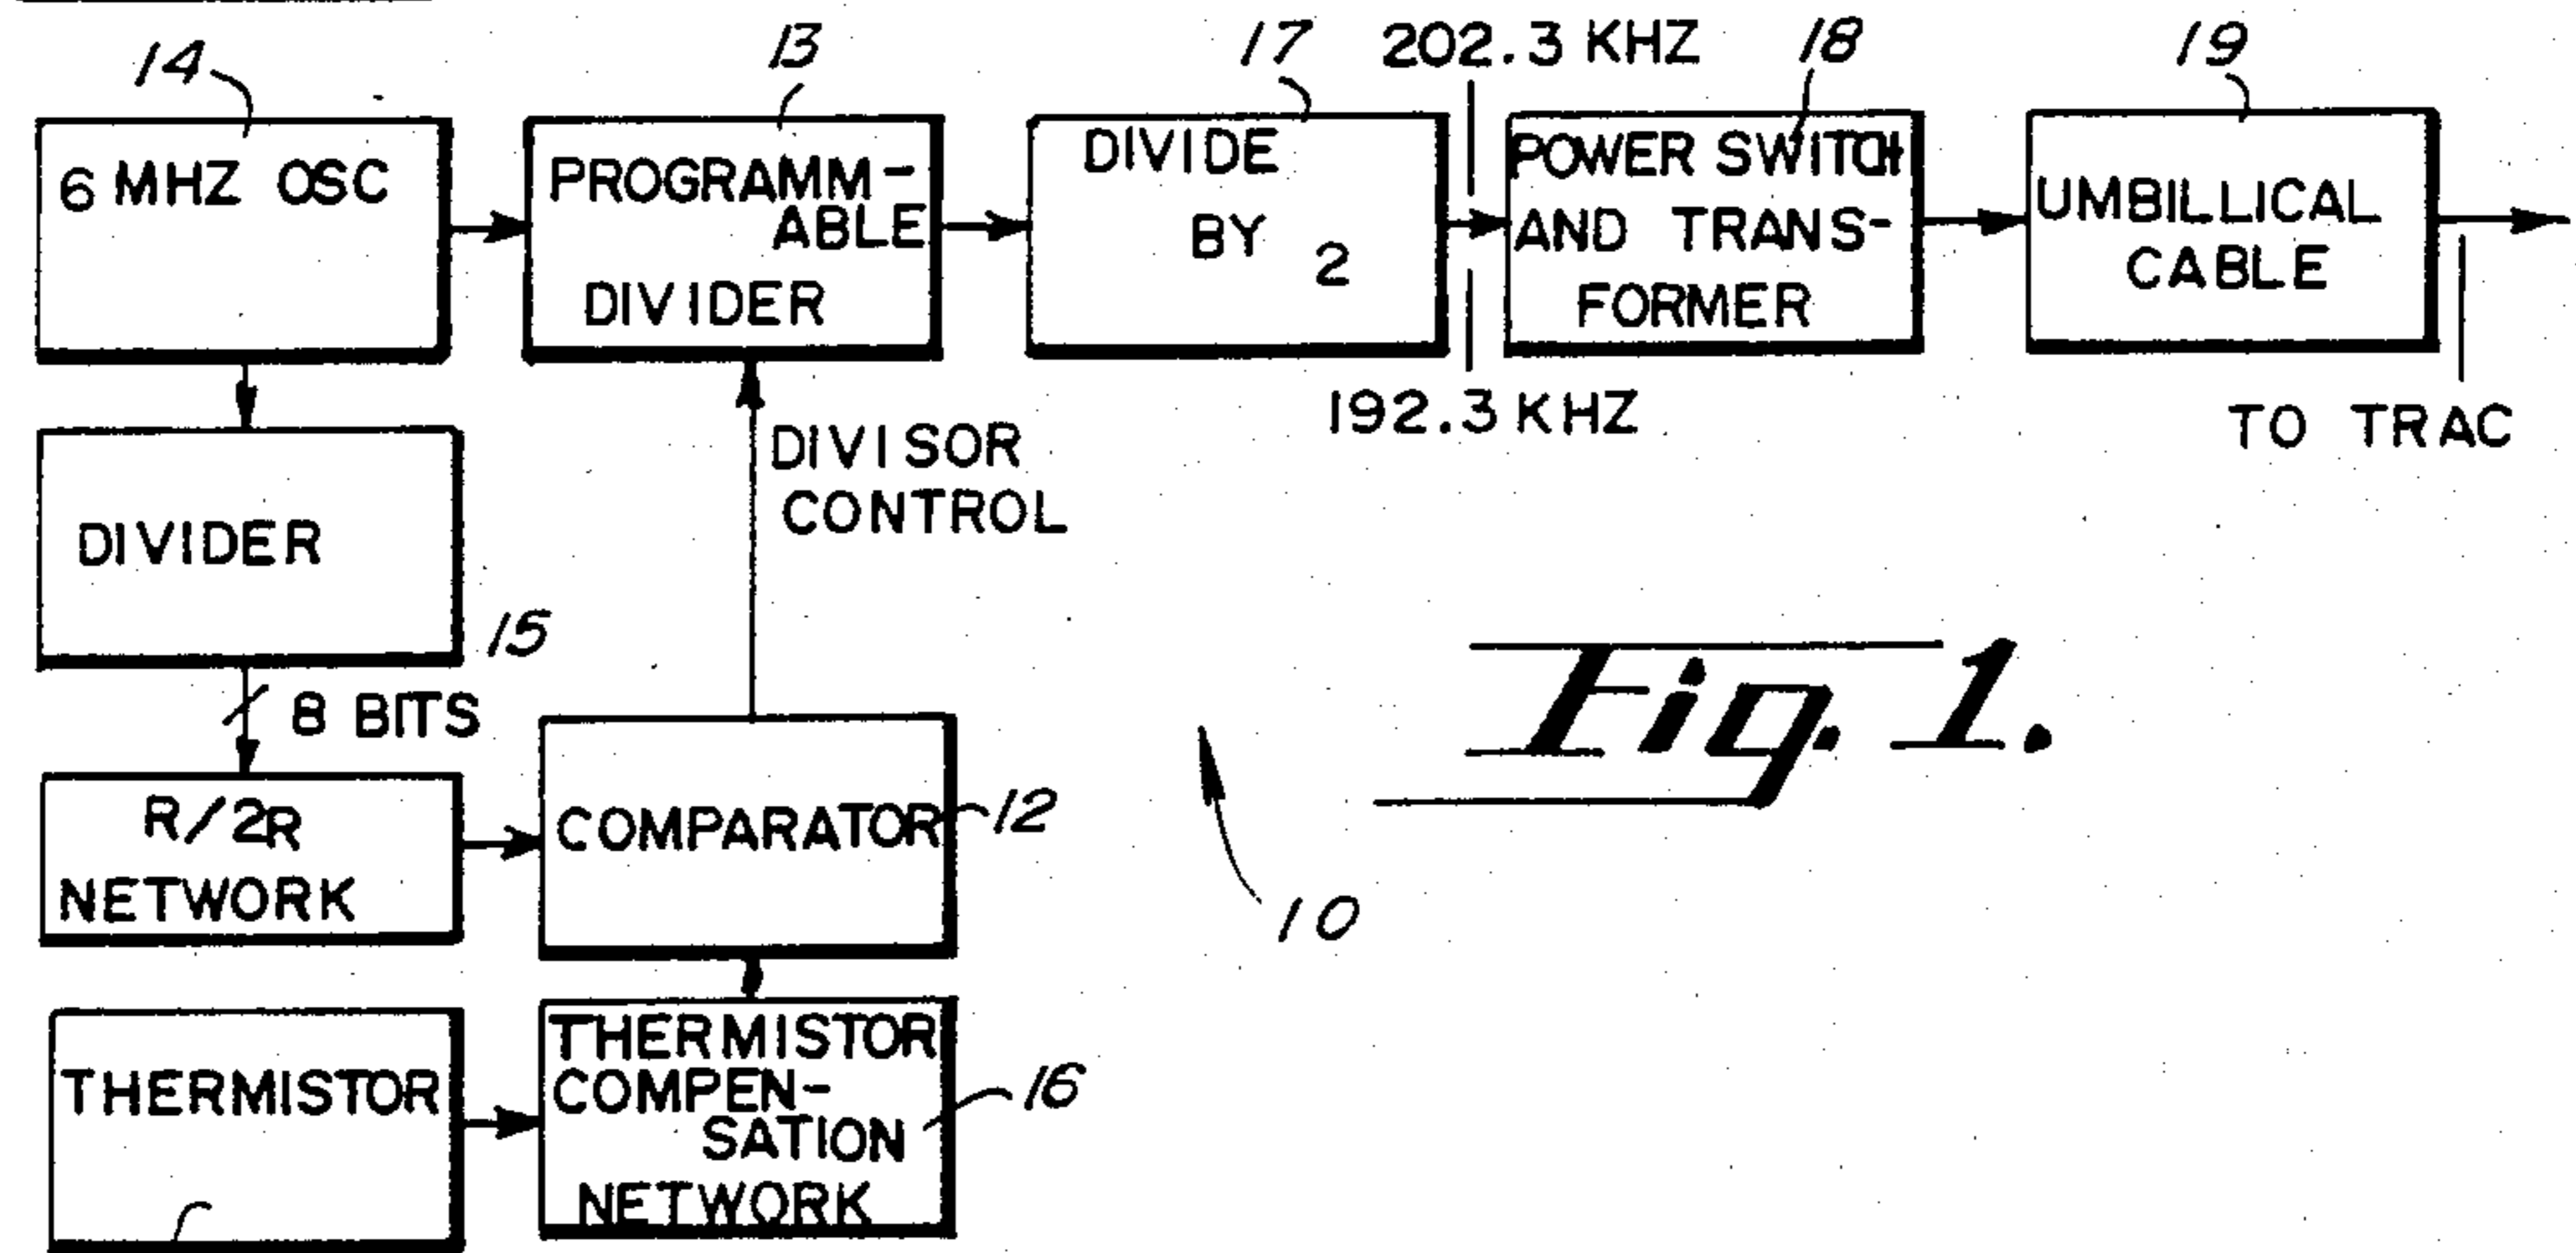 14
13
17
202.3 KHZ
18
19
6 MHZ OSC
PROGRAMM-
ABLE
DIVIDER
DIVIDE
BY 2
POWER SWITCH
AND TRANS-
FORMER
UMBILLICAL
CABLE
192.3 KHZ
TO TRAC
DIVISOR
CONTROL
DIVIDER
15
8 BITS
R/2R
NETWORK
COMPARATOR
12
10
Fig. 1.
THERMISTOR
THERMISTOR
COMPEN-
SATION
NETWORK
16